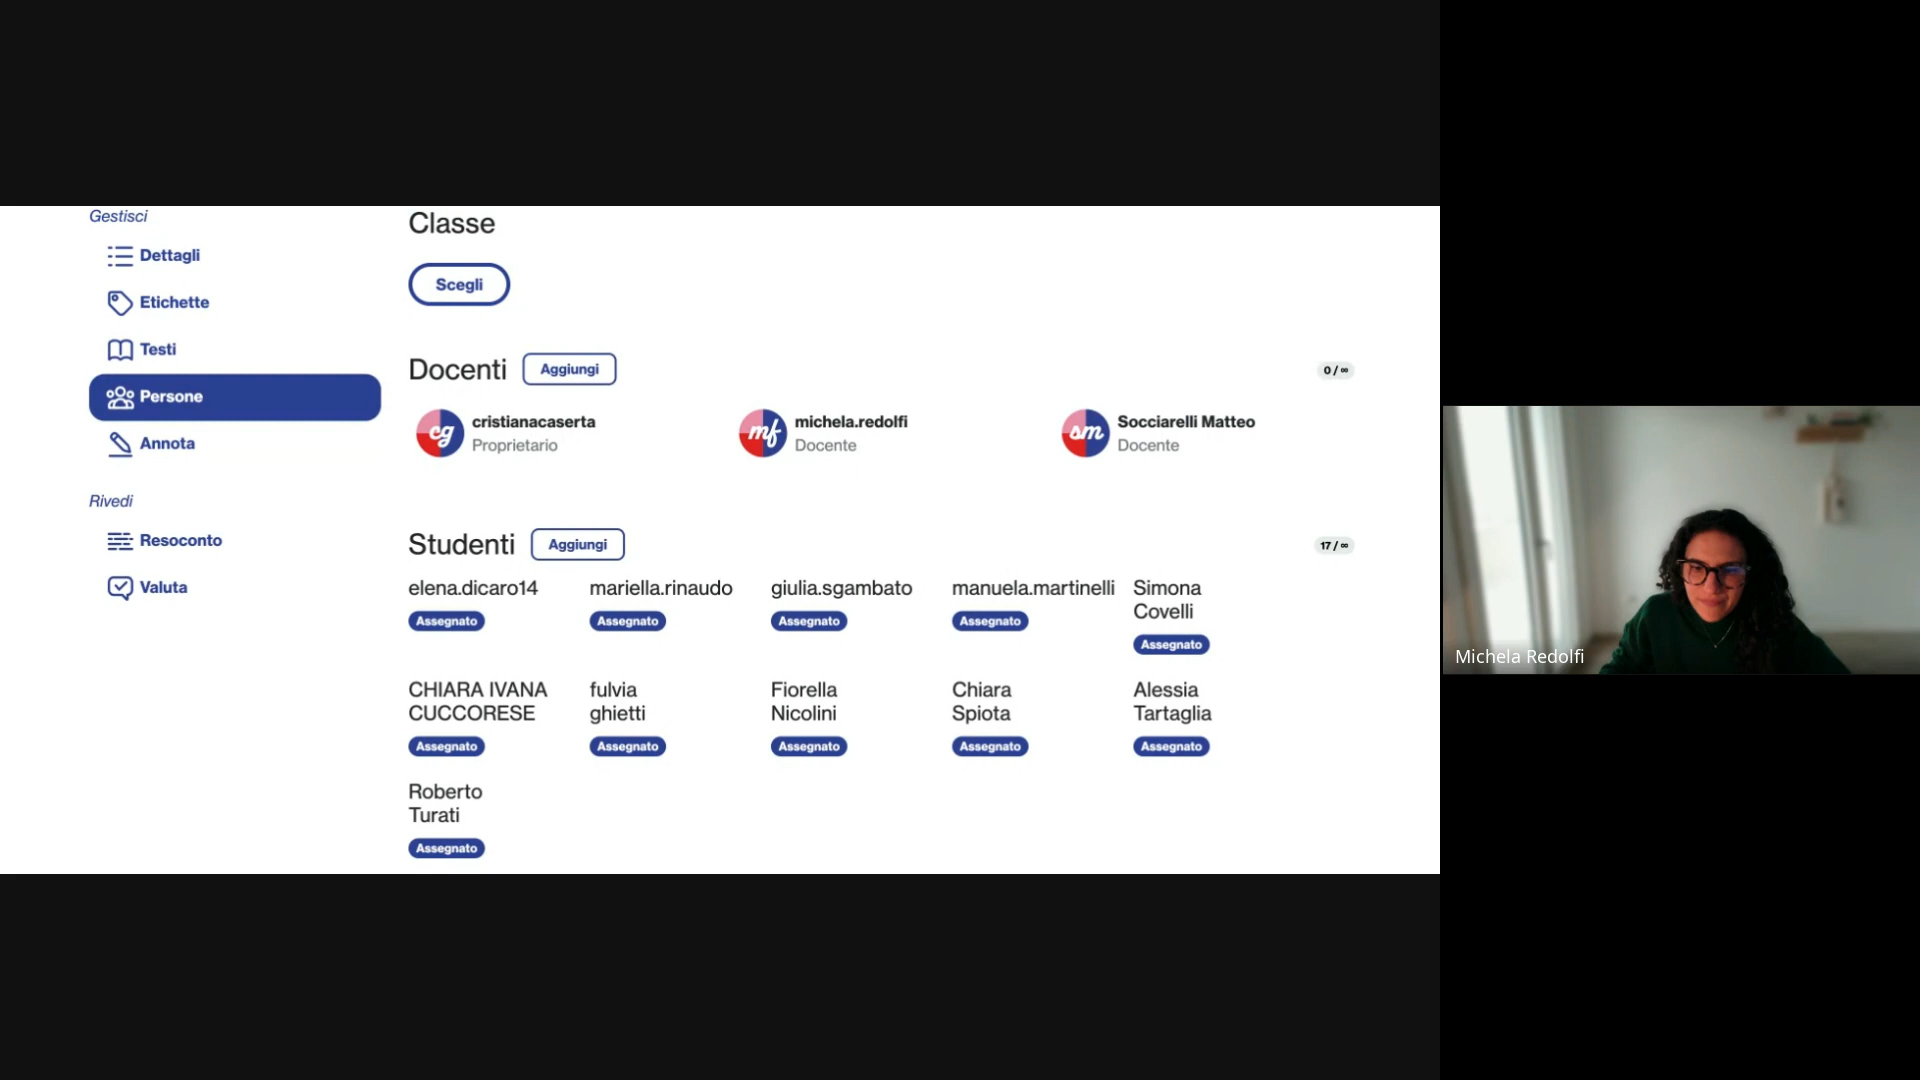 Gestisci
Dettagli
Etichette
Testi
Persone
Annota
Rivedi
Resoconto
Valuta
Classe
Scegli
Docenti
Aggiungi
0 / ∞
cg
cristianacaserta
Proprietario
mf
michela.redolfi
Docente
sm
Socciarelli Matteo
Docente
Studenti
Aggiungi
17 / ∞
elena.dicaro14
Assegnato
mariella.rinaudo
Assegnato
giulia.sgambato
Assegnato
manuela.martinelli
Assegnato
Simona
Covelli
Assegnato
CHIARA IVANA
CUCCORESE
Assegnato
fulvia
ghietti
Assegnato
Fiorella
Nicolini
Assegnato
Chiara
Spiota
Assegnato
Alessia
Tartaglia
Assegnato
Roberto
Turati
Assegnato
Michela Redolfi